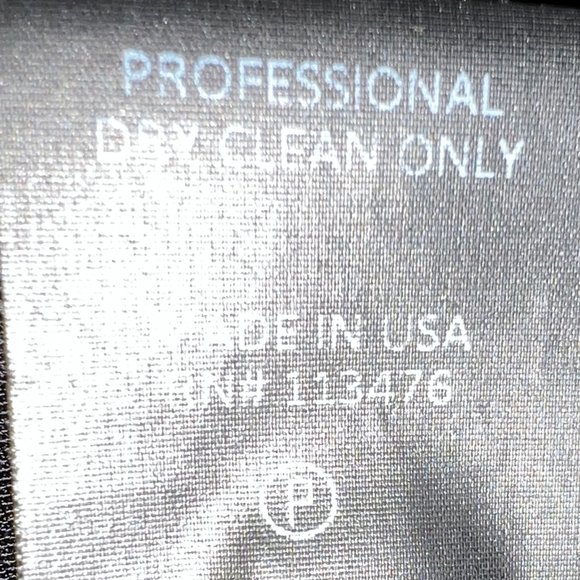 PROFESSIONAL
DRY CLEAN ONLY
MADE IN USA
RN# 113476
P